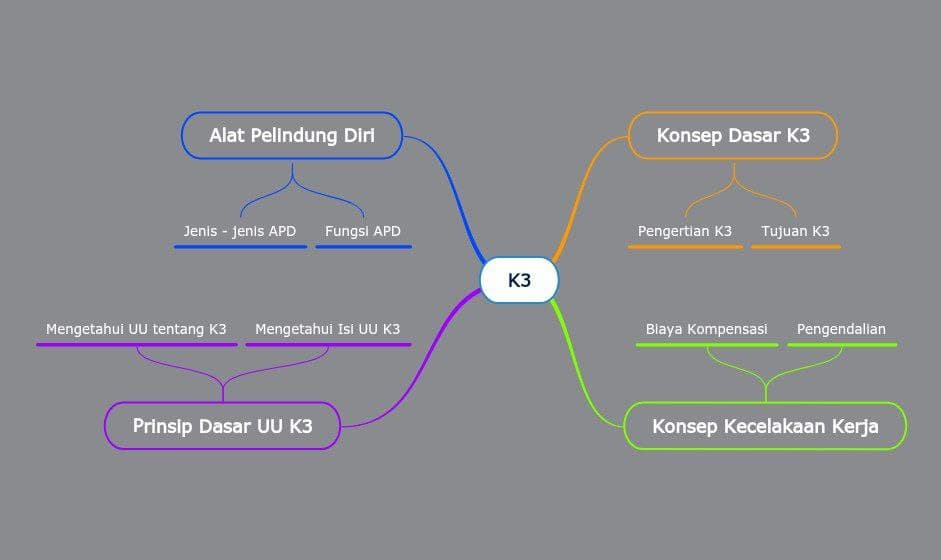 Alat Pelindung Diri
Konsep Dasar K3
Jenis - jenis APD
Fungsi APD
Pengertian K3
Tujuan K3
K3
Mengetahui UU tentang K3
Mengetahui Isi UU K3
Biaya Kompensasi
Pengendalian
Prinsip Dasar UU K3
Konsep Kecelakaan Kerja